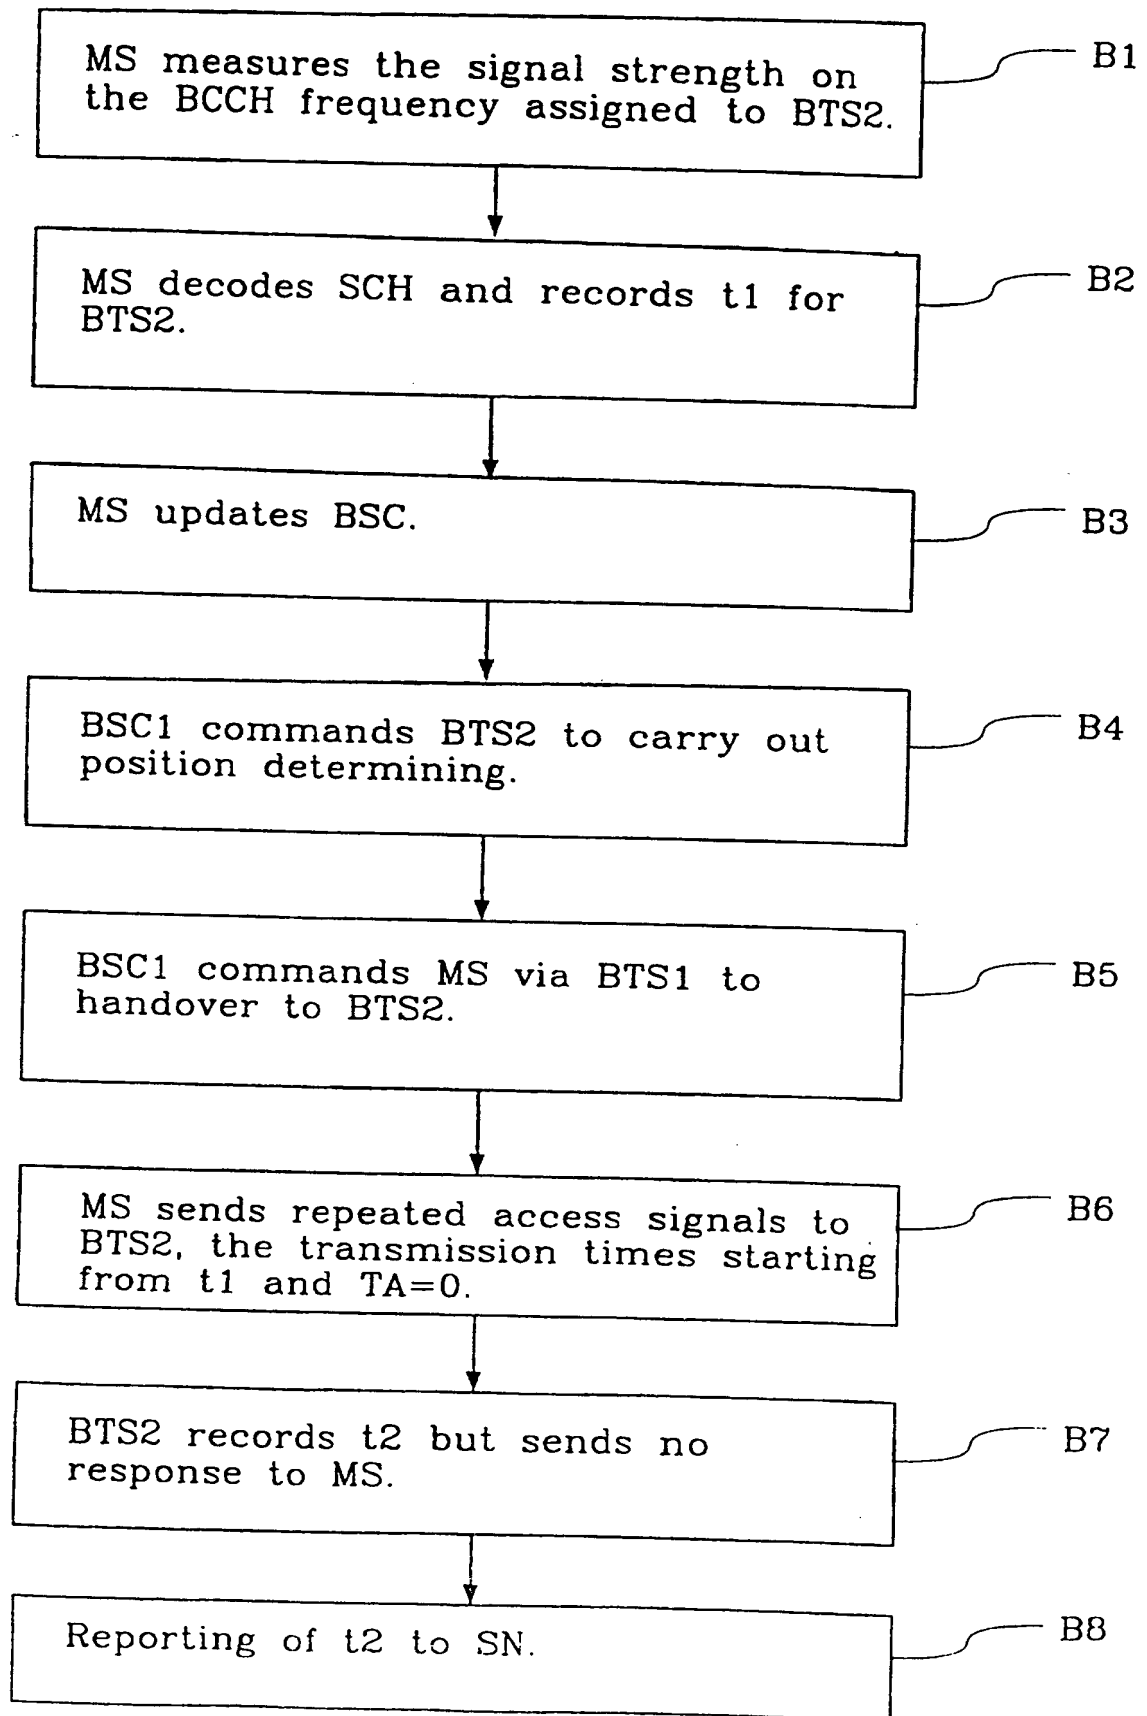 MS measures the signal strength on
the BCCH frequency assigned to BTS2.
B1
MS decodes SCH and records t1 for
BTS2.
B2
MS updates BSC.
B3
BSC1 commands BTS2 to carry out
position determining.
B4
BSC1 commands MS via BTS1 to
handover to BTS2.
B5
MS sends repeated access signals to
BTS2, the transmission times starting
from t1 and TA=0.
B6
BTS2 records t2 but sends no
response to MS.
B7
Reporting of t2 to SN.
B8